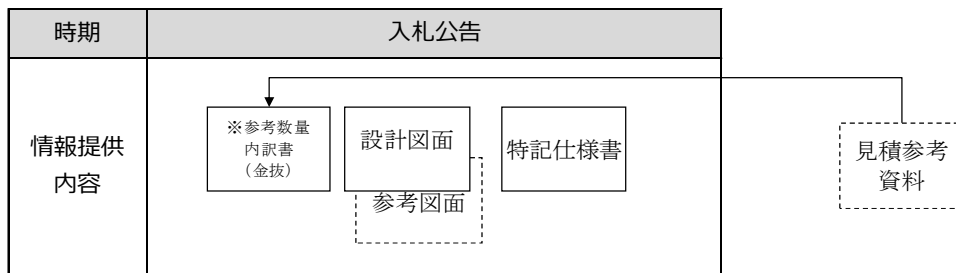 時期
入札公告
情報提供
内容
※参考数量
内訳書
（金抜）
設計図面
参考図面
特記仕様書
見積参考
資料